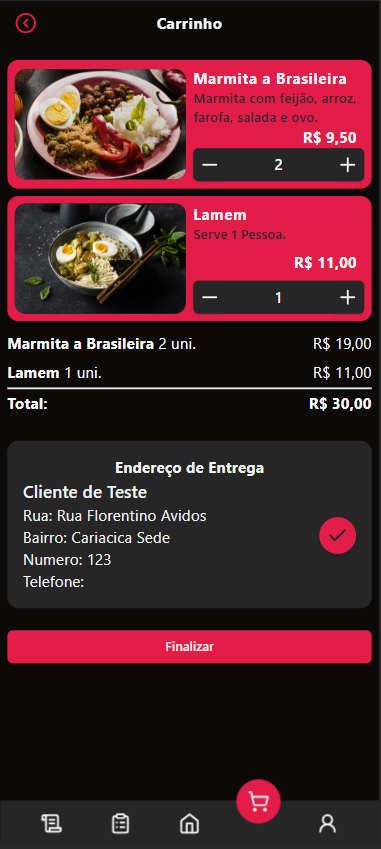 Carrinho
Marmita a Brasileira
Marmita com feijão, arroz,
farofa, salada e ovo.
R$ 9,50
2
Lamem
Serve 1 Pessoa.
R$ 11,00
1
Marmita a Brasileira 2 uni. R$ 19,00
Lamem 1 uni. R$ 11,00
Total: R$ 30,00
Endereço de Entrega
Cliente de Teste
Rua: Rua Florentino Avidos
Bairro: Cariacica Sede
Numero: 123
Telefone:
Finalizar